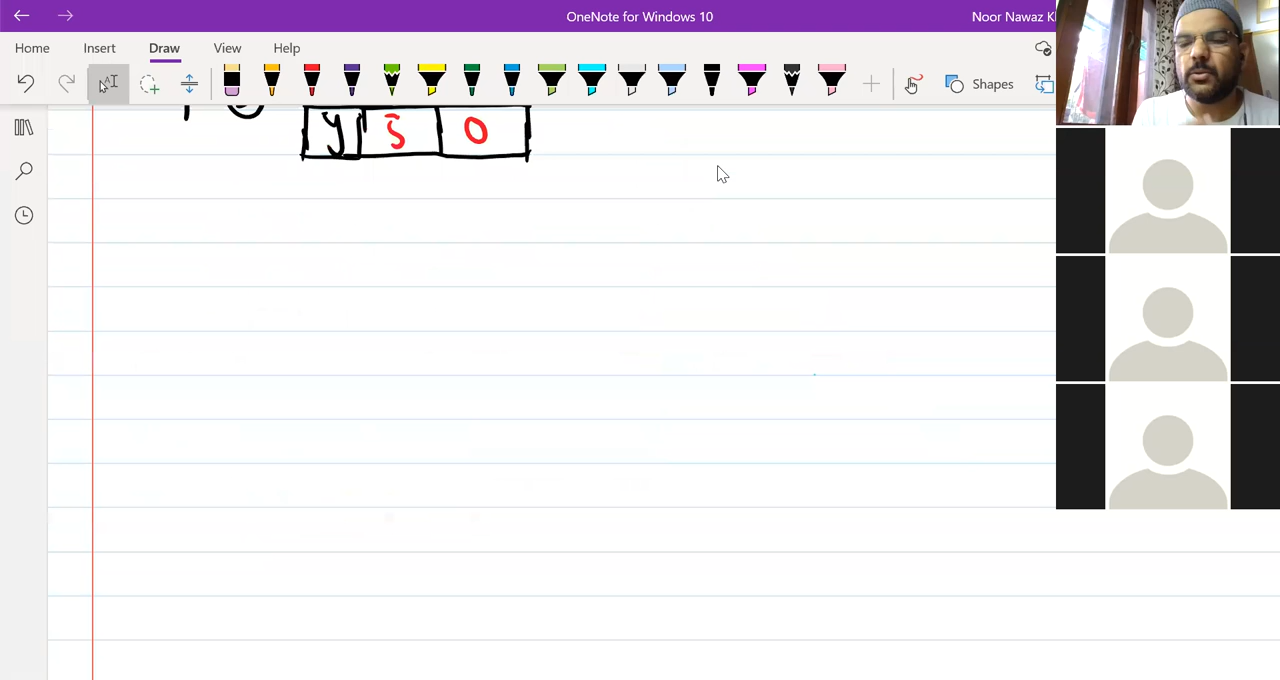 OneNote for Windows 10
Noor Nawaz K
Home Insert Draw View Help
Shapes
y 5 0